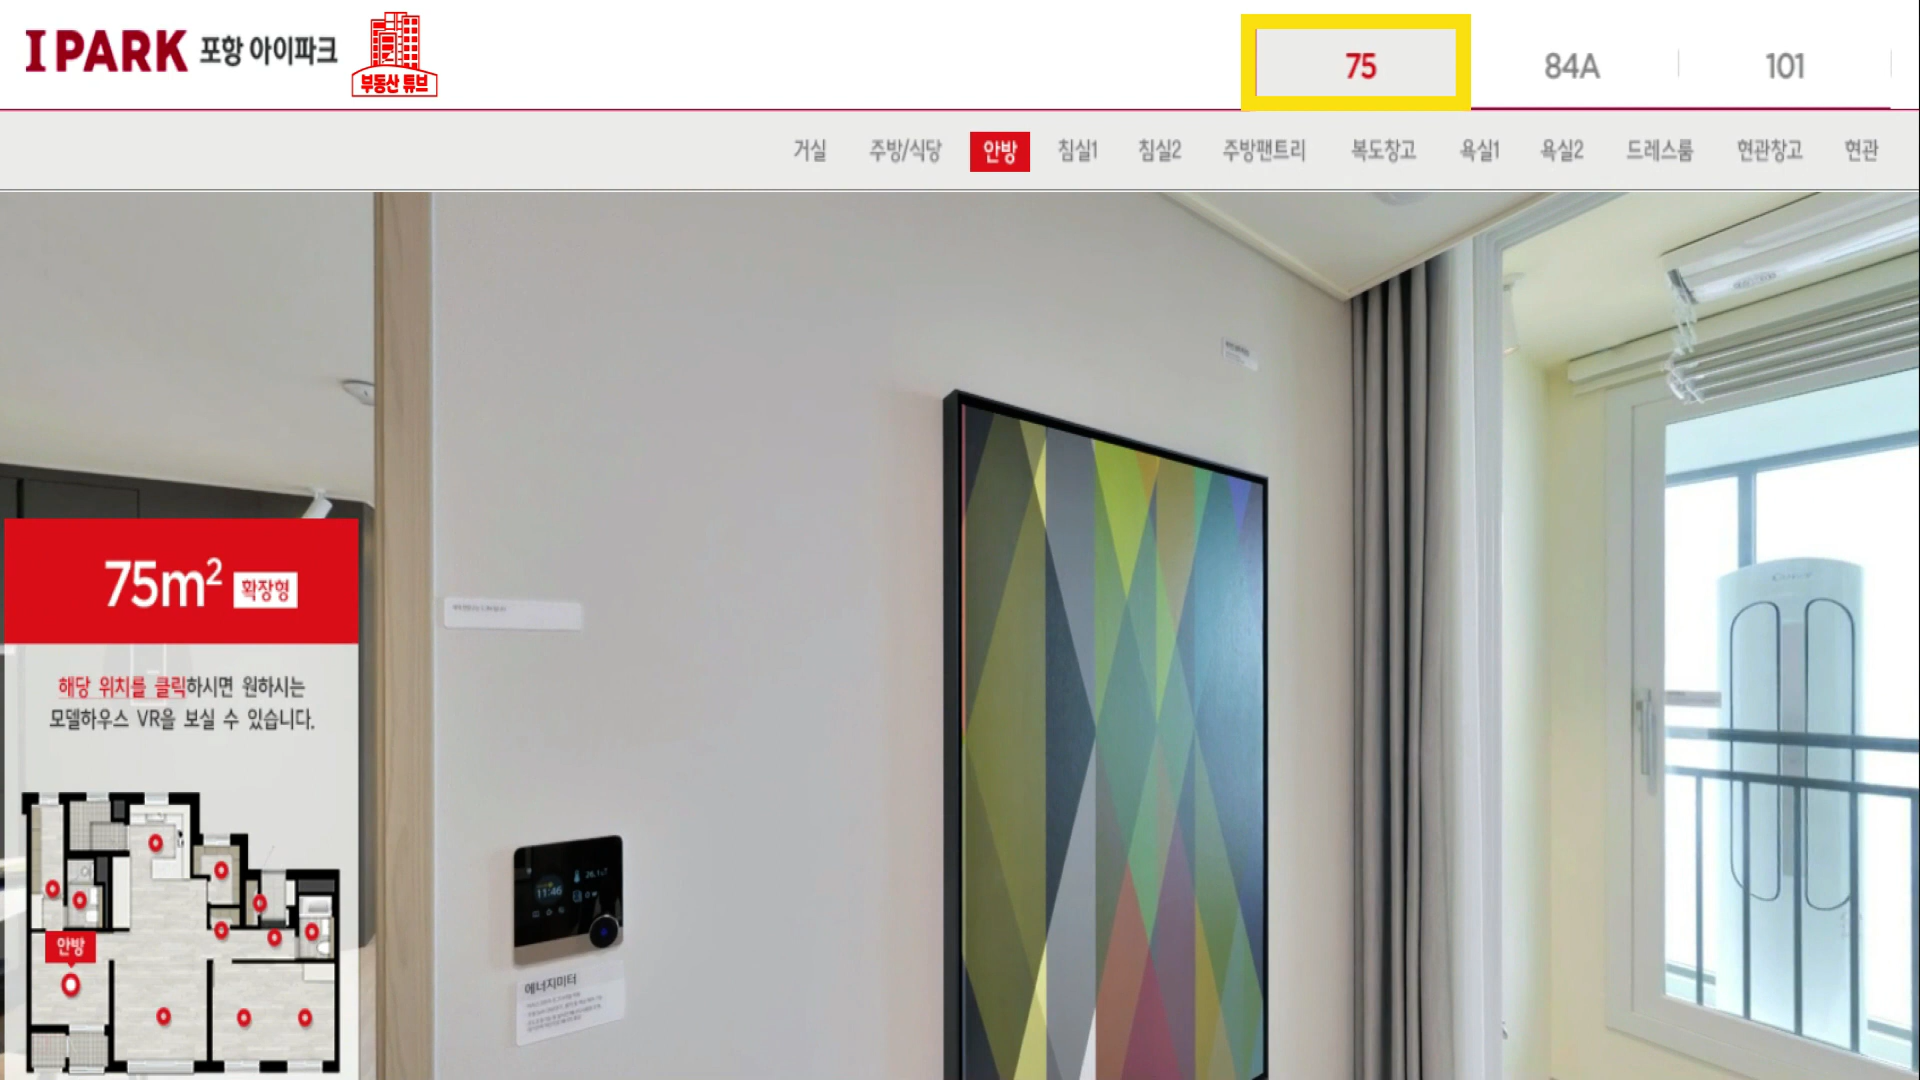 I PARK 포항 아이파크
부동산 튜브
75 84A 101
거실 주방/식당 안방 침실1 침실2 주방팬트리 복도창고 욕실1 욕실2 드레스룸 현관창고 현관
75m² 확장형
해당 위치를 클릭하시면 원하시는
모델하우스 VR을 보실 수 있습니다.
안방
11:46
에너지미터